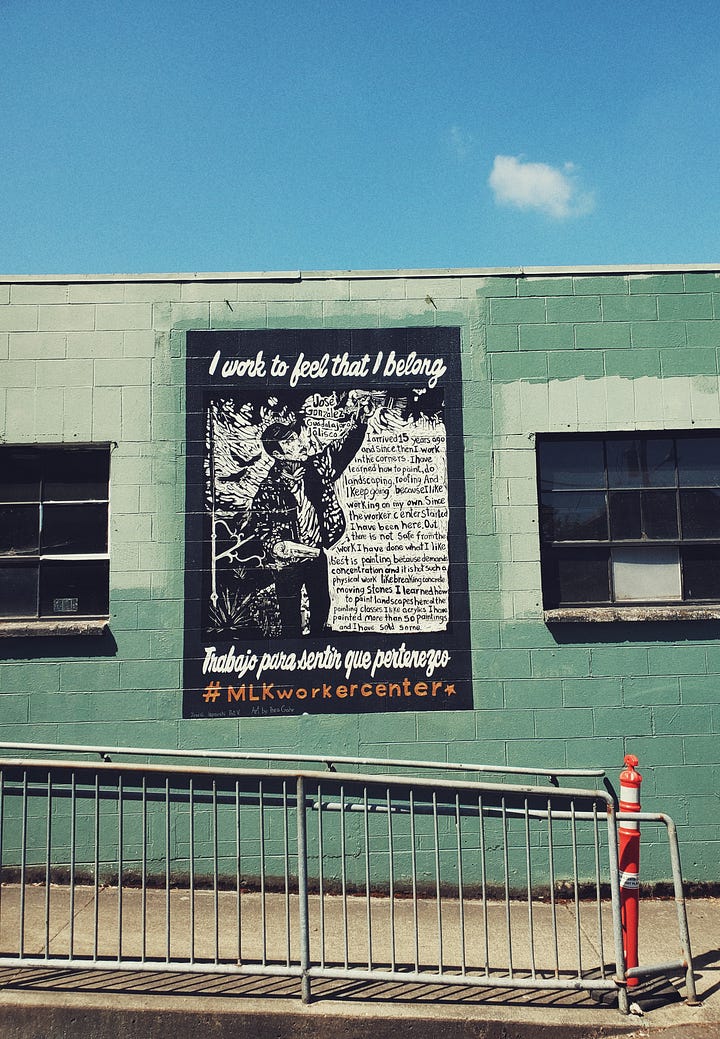 I work to feel that I belong
José
González
Guadalajara
Jalisco
I arrived 15 years ago
and since then I work
in the corners. I have
learned how to paint, do
landscaping, roofing And
I Keep going because I like
working on my own. Since
the worker center started
I have been here. Out
there is not safe from the
work I have done what I like
best is painting because demands
concentration and it is not such a
physical work like breaking concrete
moving stones I learned how
to paint landscapes here at the
painting classes I like acrylics I have
painted more than 50 paintings
and I have sold some.
Trabajo para sentir que pertenezco
#MLKworkercenter
Art by